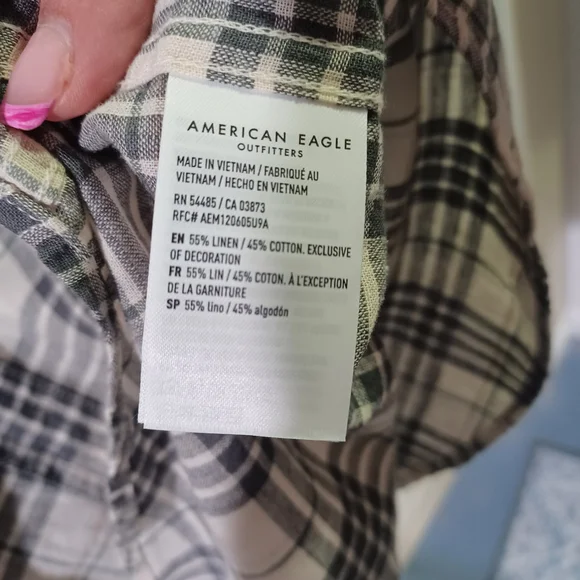 AMERICAN EAGLE
OUTFITTERS
MADE IN VIETNAM / FABRIQUÉ AU
VIETNAM / HECHO EN VIETNAM
RN 54485 / CA 03873
RFC# AEM120605U9A
EN 55% LINEN / 45% COTTON. EXCLUSIVE
OF DECORATION
FR 55% LIN / 45% COTON. À L'EXCEPTION
DE LA GARNITURE
SP 55% lino / 45% algodón